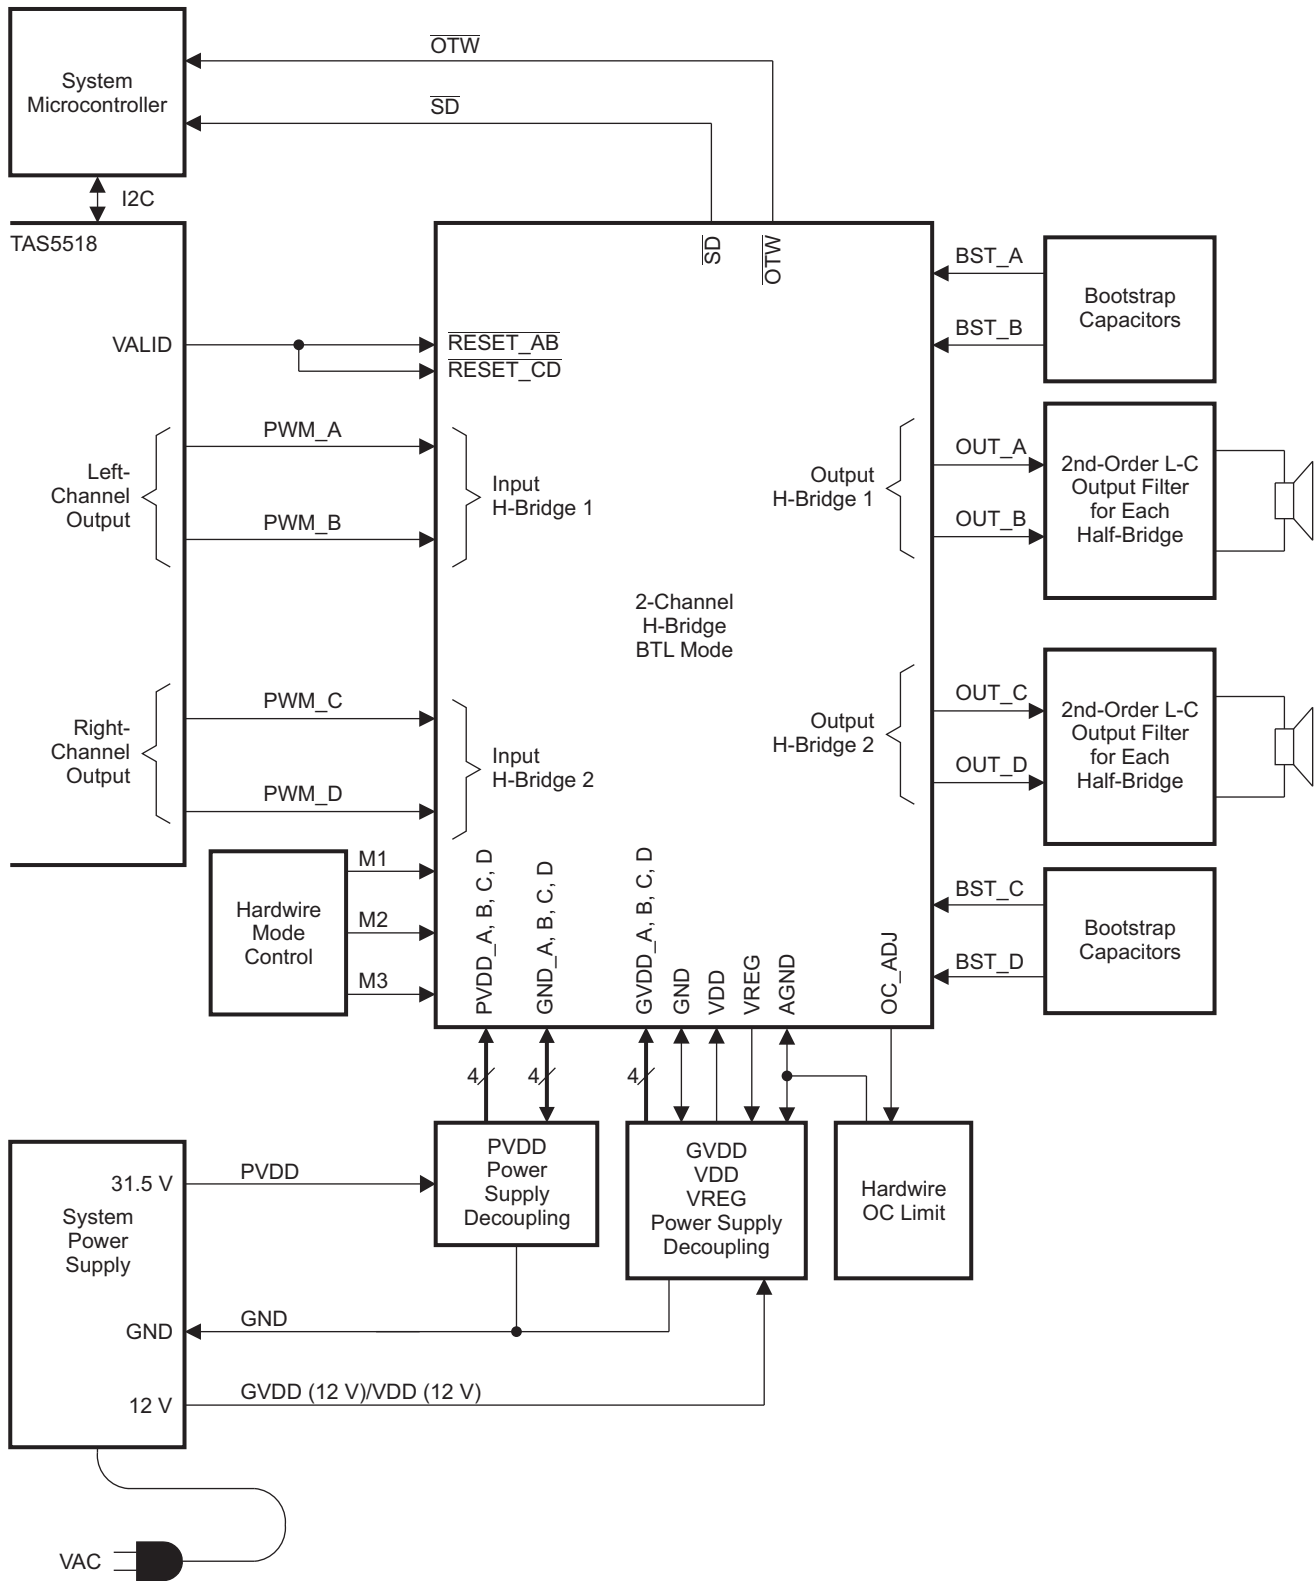 OTW
System
Microcontroller
SD
I2C
TAS5518
SD
OTW
BST_A
Bootstrap
Capacitors
BST_B
VALID
RESET_AB
RESET_CD
PWM_A
Left-
Channel
Output
PWM_B
Input
H-Bridge 1
Output
H-Bridge 1
OUT_A
OUT_B
2nd-Order L-C
Output Filter
for Each
Half-Bridge
2-Channel
H-Bridge
BTL Mode
PWM_C
Right-
Channel
Output
PWM_D
Input
H-Bridge 2
Output
H-Bridge 2
OUT_C
OUT_D
2nd-Order L-C
Output Filter
for Each
Half-Bridge
M1
Hardwire
Mode
Control
M2
M3
PVDD_A, B, C, D
GND_A, B, C, D
GVDD_A, B, C, D
GND
VDD
VREG
AGND
OC_ADJ
BST_C
Bootstrap
Capacitors
BST_D
4
4
4
PVDD
Power
Supply
Decoupling
GVDD
VDD
VREG
Power Supply
Decoupling
Hardwire
OC Limit
31.5 V
PVDD
System
Power
Supply
GND
GND
12 V
GVDD (12 V)/VDD (12 V)
VAC